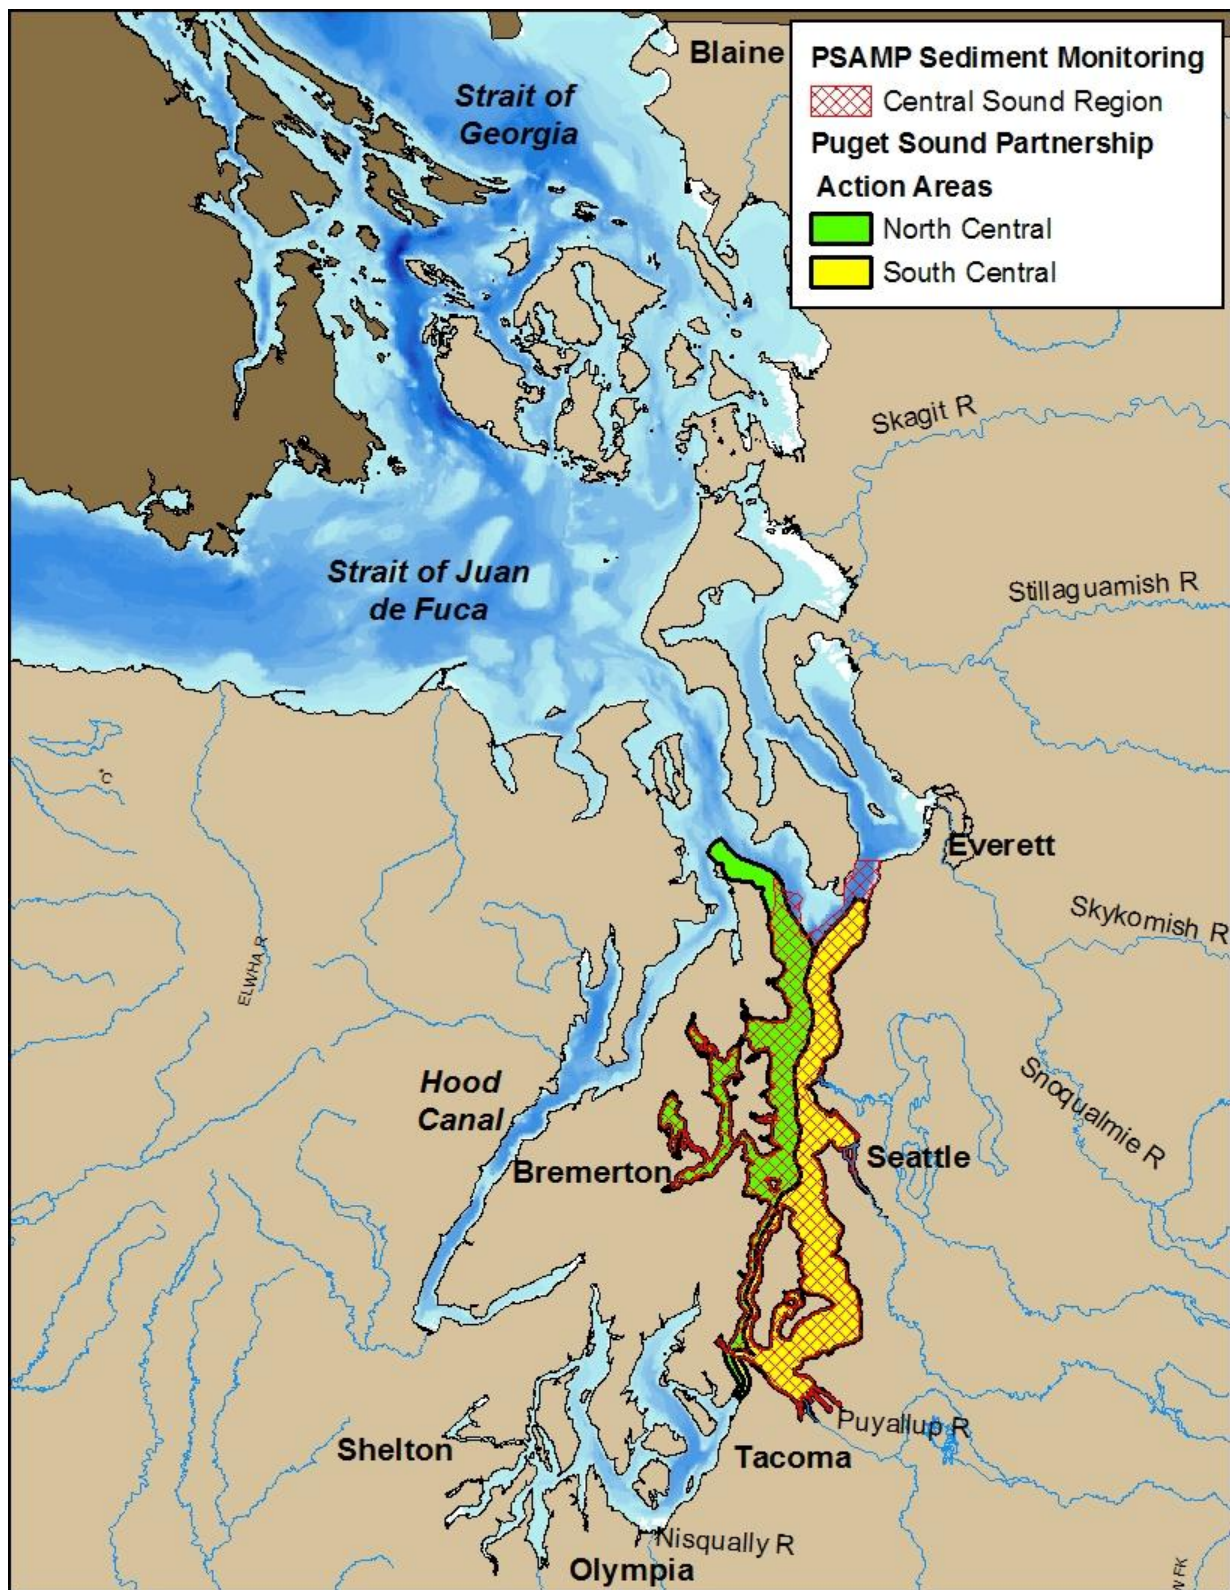 Blaine
PSAMP Sediment Monitoring
Central Sound Region
Puget Sound Partnership
Action Areas
North Central
South Central
Strait of
Georgia
Skagit R
Strait of Juan
de Fuca
Stillaguamish R
°C
Everett
Skykomish R
ELWHA R
Hood
Canal
Snoqualmie R
Bremerton
Seattle
Puyallup R
Shelton
Tacoma
Nisqually R
Olympia